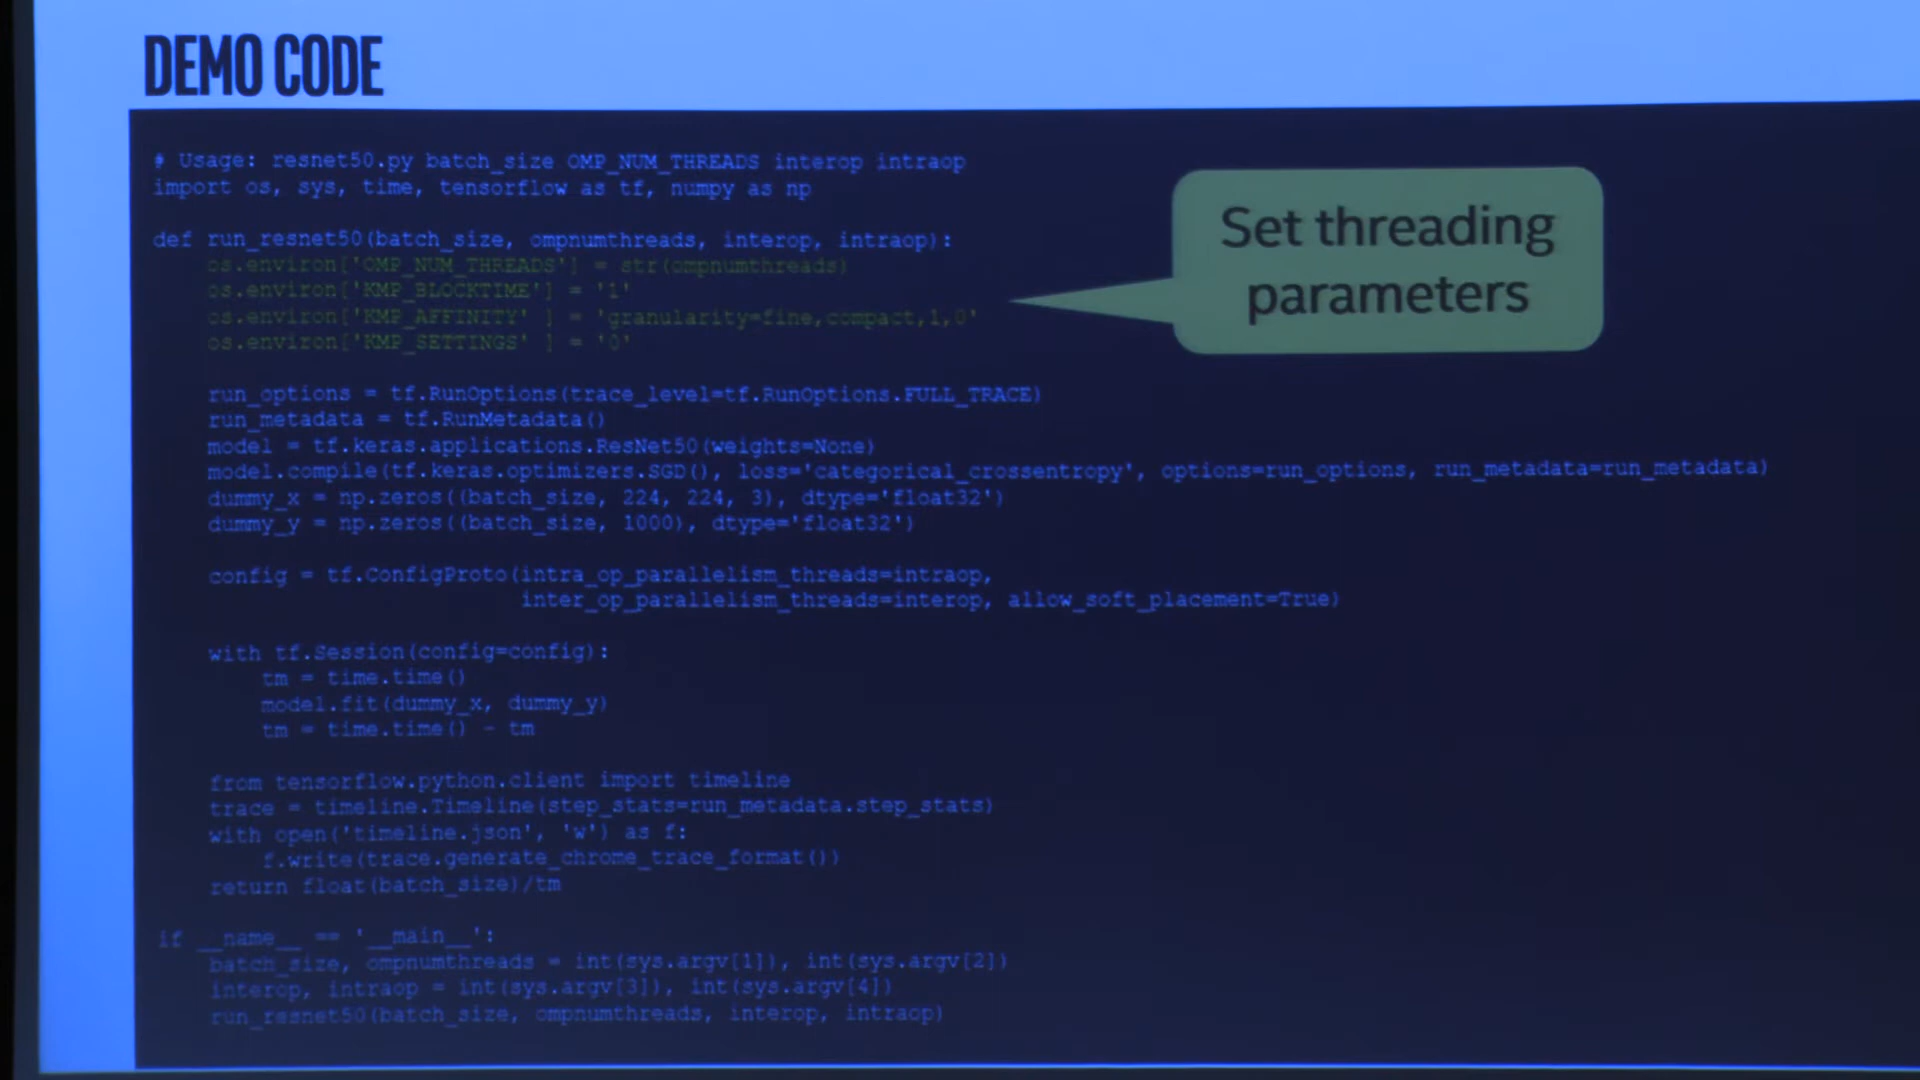 DEMO CODE
# Usage: resnet50.py batch_size OMP_NUM_THREADS interop intraop
import os, sys, time, tensorflow as tf, numpy as np
def run_resnet50(batch_size, ompnumthreads, interop, intraop):
os.environ['OMP_NUM_THREADS'] = str(ompnumthreads)
os.environ['KMP_BLOCKTIME'] = '1'
os.environ['KMP_AFFINITY' ] = 'granularity=fine,compact,1,0'
os.environ['KMP_SETTINGS' ] = '0'
Set threading
parameters
run_options = tf.RunOptions(trace_level=tf.RunOptions.FULL_TRACE)
run_metadata = tf.RunMetadata()
model = tf.keras.applications.ResNet50(weights=None)
model.compile(tf.keras.optimizers.SGD(), loss='categorical_crossentropy', options=run_options, run_metadata=run_metadata)
dummy_x = np.zeros((batch_size, 224, 224, 3), dtype='float32')
dummy_y = np.zeros((batch_size, 1000), dtype='float32')
config = tf.ConfigProto(intra_op_parallelism_threads=intraop,
inter_op_parallelism_threads=interop, allow_soft_placement=True)
with tf.Session(config=config):
tm = time.time()
model.fit(dummy_x, dummy_y)
tm = time.time() - tm
from tensorflow.python.client import timeline
trace = timeline.Timeline(step_stats=run_metadata.step_stats)
with open('timeline.json', 'w') as f:
f.write(trace.generate_chrome_trace_format())
return float(batch_size)/tm
if __name__ == '__main__':
batch_size, ompnumthreads = int(sys.argv[1]), int(sys.argv[2])
interop, intraop = int(sys.argv[3]), int(sys.argv[4])
run_resnet50(batch_size, ompnumthreads, interop, intraop)